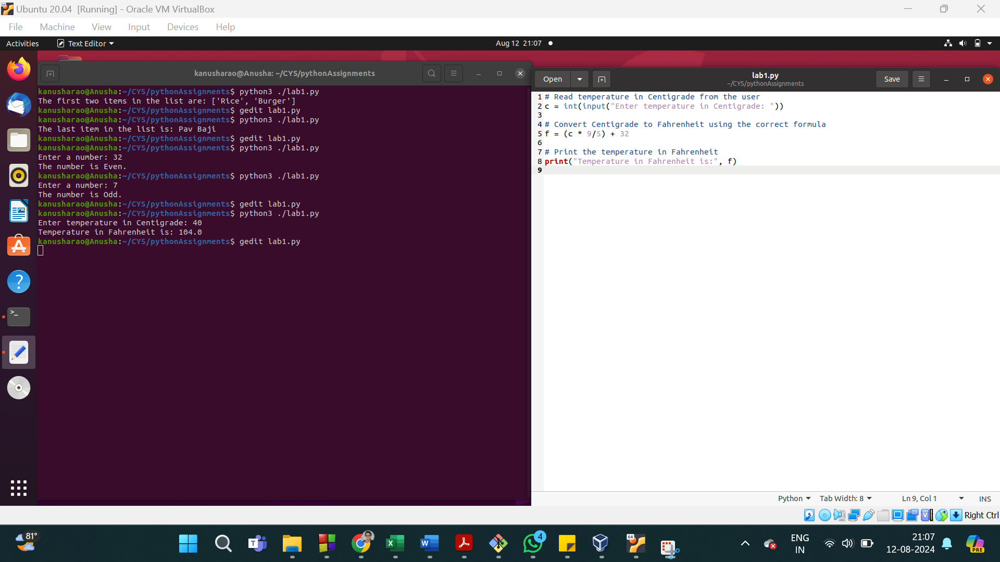 Ubuntu 20.04 [Running] - Oracle VM VirtualBox
File Machine View Input Devices Help
Activities Text Editor Aug 12 21:07
kanusharao@Anusha: ~/CYS/pythonAssignments
kanusharao@Anusha:~/CYS/pythonAssignments$ python3 ./lab1.py
The first two items in the list are: ['Rice', 'Burger']
kanusharao@Anusha:~/CYS/pythonAssignments$ gedit lab1.py
kanusharao@Anusha:~/CYS/pythonAssignments$ python3 ./lab1.py
The last item in the list is: Pav Baji
kanusharao@Anusha:~/CYS/pythonAssignments$ gedit lab1.py
kanusharao@Anusha:~/CYS/pythonAssignments$ python3 ./lab1.py
Enter a number: 32
The number is Even.
kanusharao@Anusha:~/CYS/pythonAssignments$ python3 ./lab1.py
Enter a number: 7
The number is Odd.
kanusharao@Anusha:~/CYS/pythonAssignments$ gedit lab1.py
kanusharao@Anusha:~/CYS/pythonAssignments$ python3 ./lab1.py
Enter temperature in Centigrade: 40
Temperature in Fahrenheit is: 104.0
kanusharao@Anusha:~/CYS/pythonAssignments$ gedit lab1.py
Open lab1.py Save
~/CYS/pythonAssignments
1 # Read temperature in Centigrade from the user
2 c = int(input("Enter temperature in Centigrade: "))
3
4 # Convert Centigrade to Fahrenheit using the correct formula
5 f = (c * 9/5) + 32
6
7 # Print the temperature in Fahrenheit
8 print("Temperature in Fahrenheit is:", f)
9
Python Tab Width: 8 Ln 9, Col 1 INS
Right Ctrl
81°
4
64
PRE
ENG
IN
21:07
12-08-2024